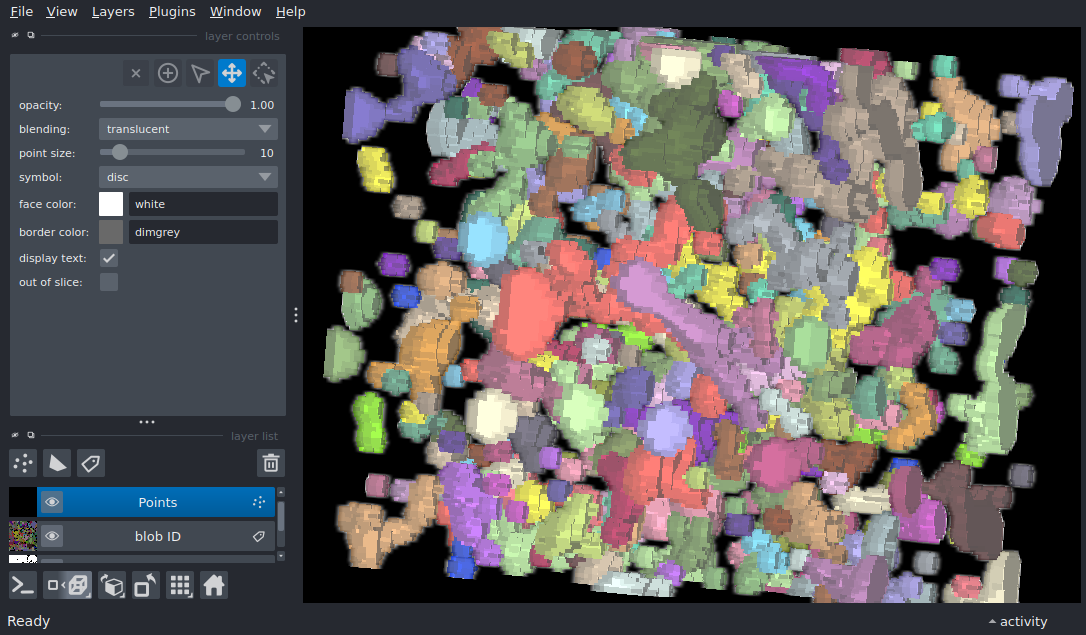 File View Layers Plugins Window Help
layer controls
opacity: 1.00
blending: translucent
point size: 10
symbol: disc
face color: white
border color: dimgrey
display text:
out of slice:
layer list
Points
blob ID
Ready activity